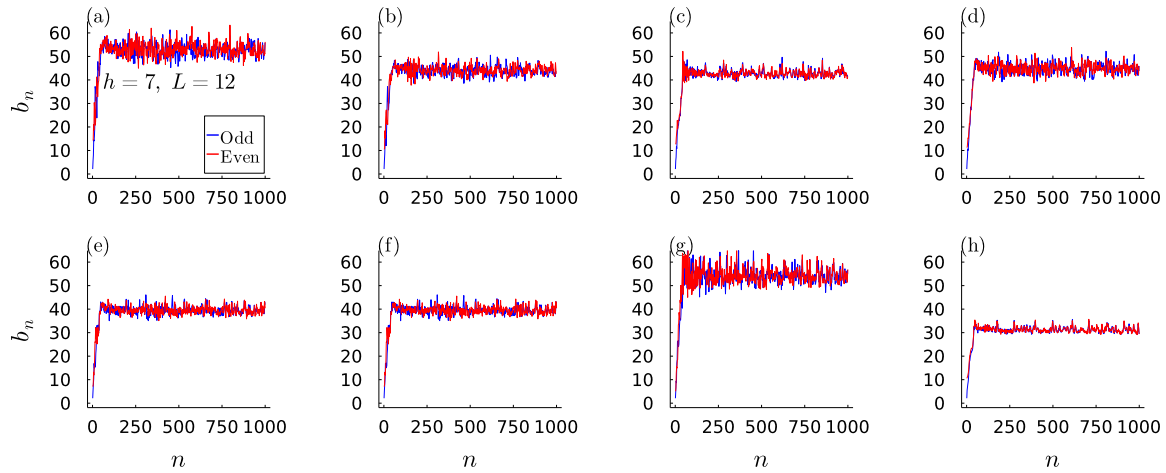 (a) (b) (c) (d)
60 60 60 60
50 50 50 50
40 h = 7, L = 12 40 40 40
b_n 30 30 30 30
20 Odd 20 20 20
10 Even 10 10 10
0 0 0 0
0 250 500 750 1000 0 250 500 750 1000 0 250 500 750 1000 0 250 500 750 1000
(e) (f) (g) (h)
60 60 60 60
50 50 50 50
40 40 40 40
b_n 30 30 30 30
20 20 20 20
10 10 10 10
0 0 0 0
0 250 500 750 1000 0 250 500 750 1000 0 250 500 750 1000 0 250 500 750 1000
n n n n